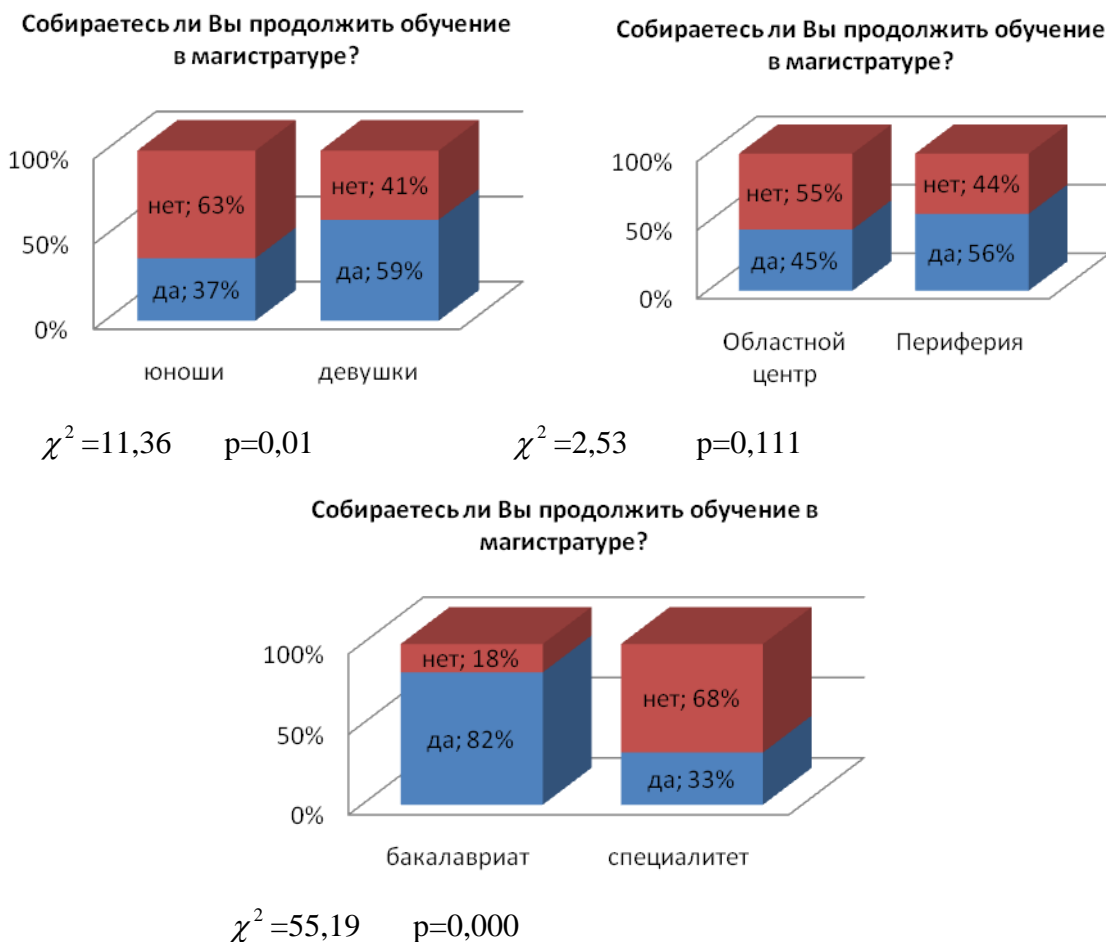 Собираетесь ли Вы продолжить обучение
в магистратуре?
100%
50%
0%
нет; 63%
да; 37%
нет; 41%
да; 59%
юноши
девушки
χ² =11,36 p=0,01
Собираетесь ли Вы продолжить обучение
в магистратуре?
100%
50%
0%
нет; 55%
да; 45%
нет; 44%
да; 56%
Областной
центр
Периферия
χ² =2,53 p=0,111
Собираетесь ли Вы продолжить обучение в
магистратуре?
100%
50%
0%
нет; 18%
да; 82%
нет; 68%
да; 33%
бакалавриат
специалитет
χ² =55,19 p=0,000